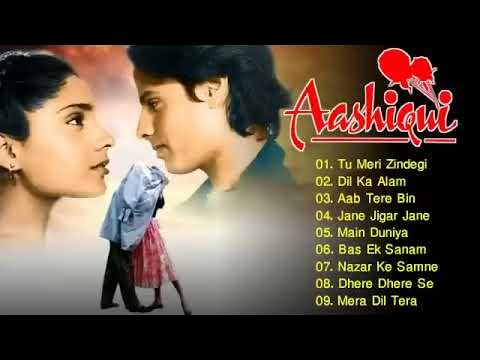 Aashiqui
01. Tu Meri Zindegi
02. Dil Ka Alam
03. Aab Tere Bin
04. Jane Jigar Jane
05. Main Duniya
06. Bas Ek Sanam
07. Nazar Ke Samne
08. Dhere Dhere Se
09. Mera Dil Tera